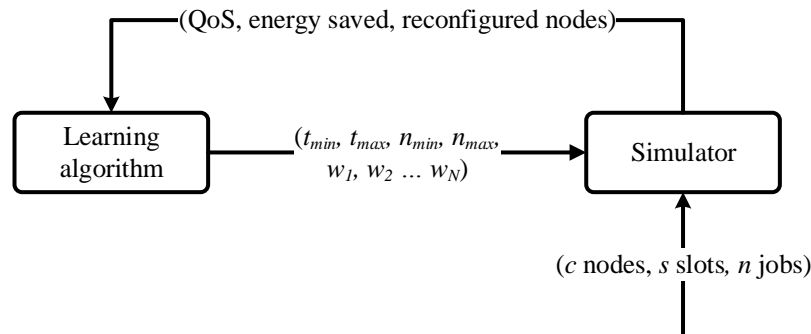 (QoS, energy saved, reconfigured nodes)
Learning
algorithm
(tmin, tmax, nmin, nmax,
w1, w2 ... wN)
Simulator
(c nodes, s slots, n jobs)